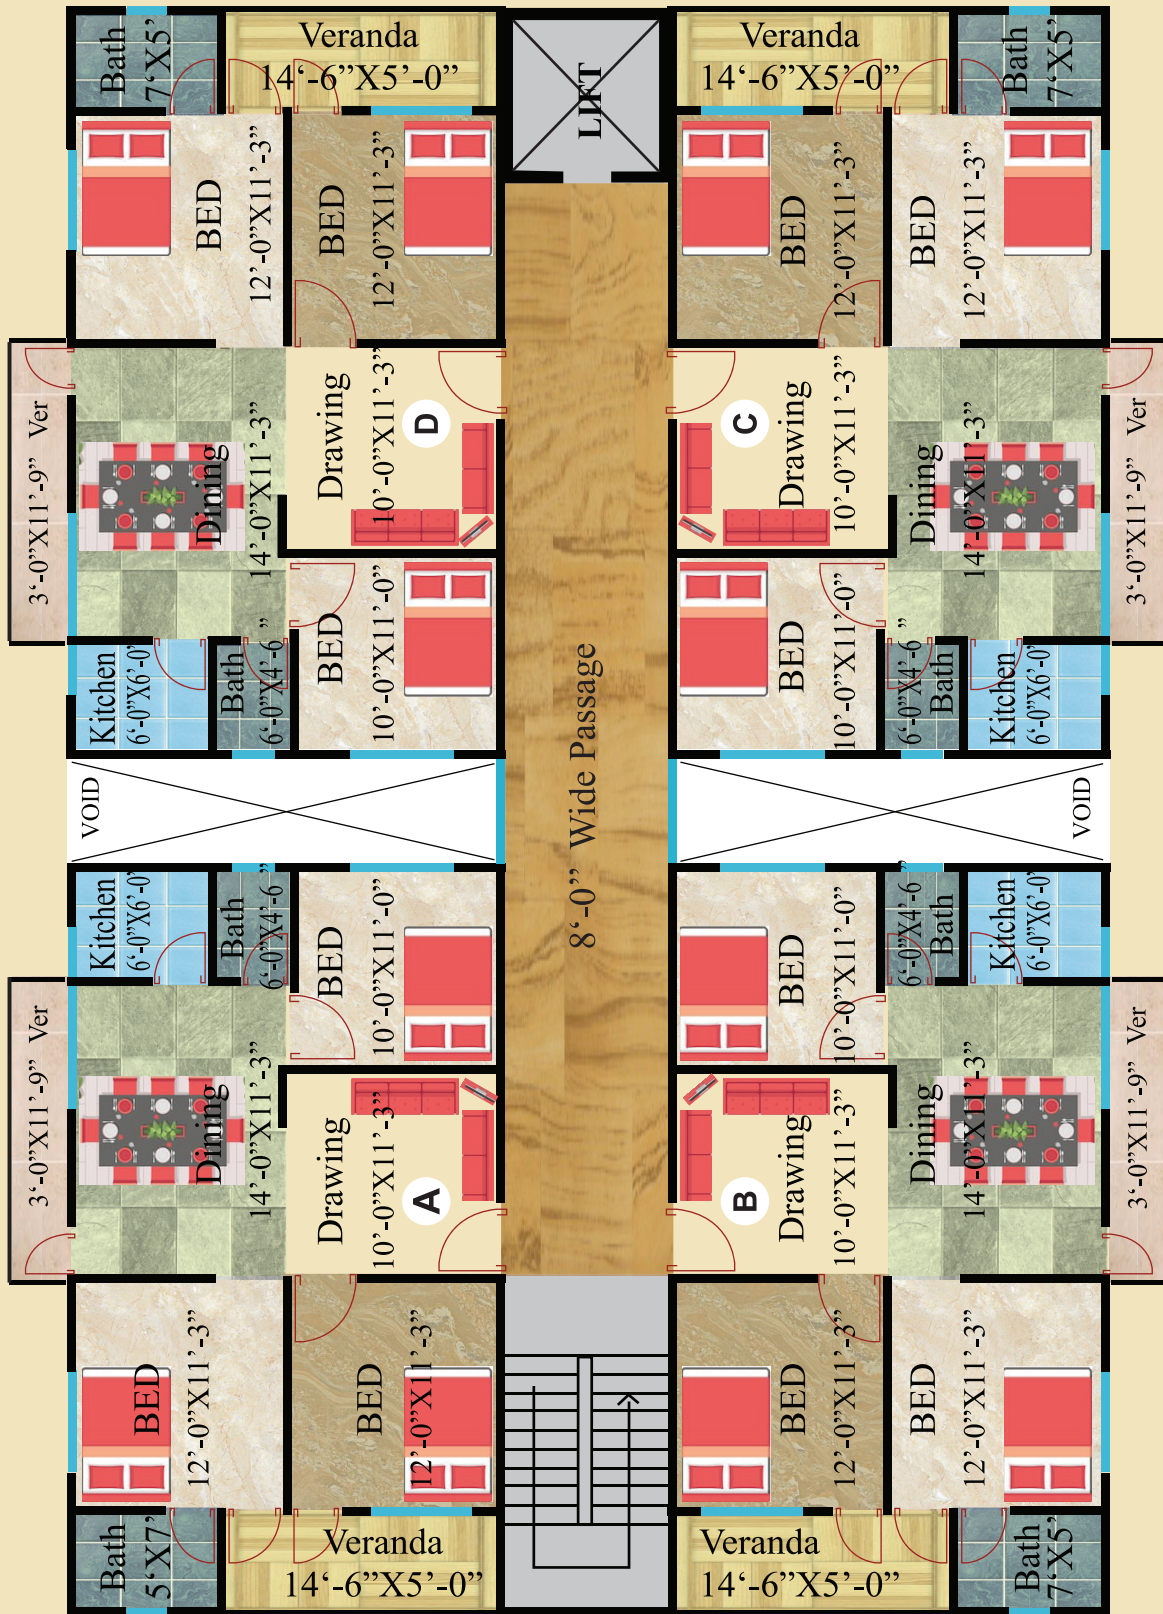 Bath
7‘X5’
Veranda
14‘-6”X5’-0”
LIFT
Veranda
14‘-6”X5’-0”
Bath
7‘X5’
BED
12’-0”X11’-3”
BED
12’-0”X11’-3”
BED
12’-0”X11’-3”
BED
12’-0”X11’-3”
3‘-0”X11’-9” Ver
Dining
14’-0”X11’-3”
Drawing
10’-0”X11’-3”
D
C
Drawing
10’-0”X11’-3”
Dining
14’-0”X11’-3”
3‘-0”X11’-9” Ver
Kitchen
6‘-0”X6’-0’
Bath
6‘-0”X4’-6 ”
BED
10’-0”X11’-0”
BED
10’-0”X11’-0”
6‘-0”X4’-6 ”
Bath
Kitchen
6‘-0”X6’-0’
VOID
8‘-0” Wide Passage
VOID
Kitchen
6‘-0”X6’-0’
Bath
6‘-0”X4’-6 ”
BED
10’-0”X11’-0”
BED
10’-0”X11’-0”
6‘-0”X4’-6 ”
Bath
Kitchen
6‘-0”X6’-0’
3‘-0”X11’-9” Ver
Dining
14’-0”X11’-3”
Drawing
10’-0”X11’-3”
A
B
Drawing
10’-0”X11’-3”
Dining
14’-0”X11’-3”
3‘-0”X11’-9” Ver
BED
12’-0”X11’-3”
BED
12’-0”X11’-3”
BED
12’-0”X11’-3”
BED
12’-0”X11’-3”
Bath
5‘X7’
Veranda
14‘-6”X5’-0”
Veranda
14‘-6”X5’-0”
Bath
7‘X5’